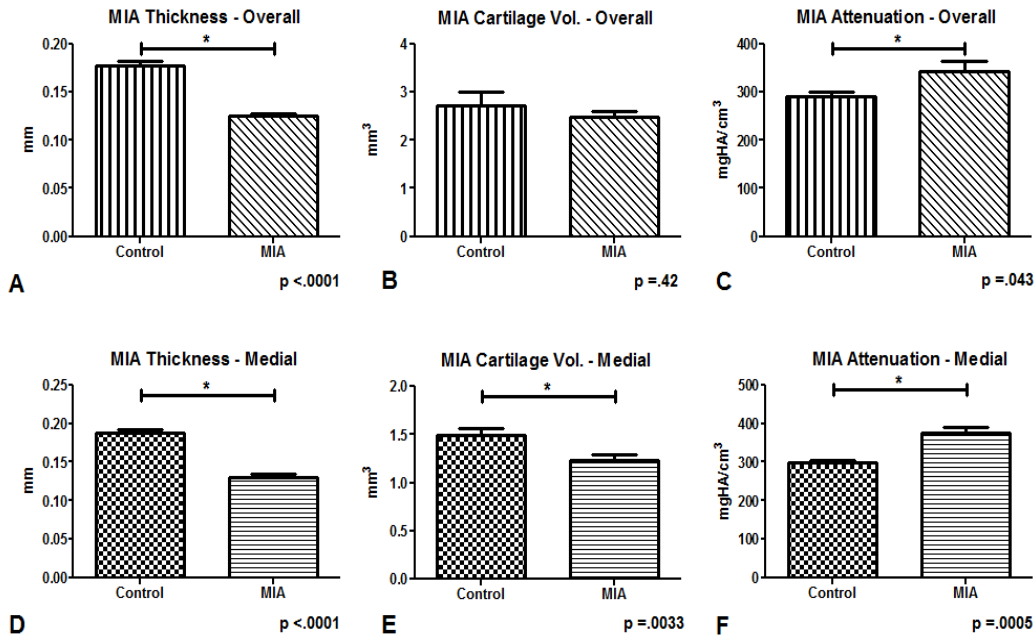 MIA Thickness - Overall
*
0.20
0.15
0.10
0.05
0.00
mm
Control MIA
A
p <.0001
MIA Cartilage Vol. - Overall
4
3
2
1
0
mm³
Control MIA
B
p =.42
MIA Attenuation - Overall
*
400
300
200
100
0
mgHA/cm³
Control MIA
C
p =.043
MIA Thickness - Medial
*
0.25
0.20
0.15
0.10
0.05
0.00
mm
Control MIA
D
p <.0001
MIA Cartilage Vol. - Medial
*
2.0
1.5
1.0
0.5
0.0
mm³
Control MIA
E
p =.0033
MIA Attenuation - Medial
*
500
400
300
200
100
0
mgHA/cm³
Control MIA
F
p =.0005